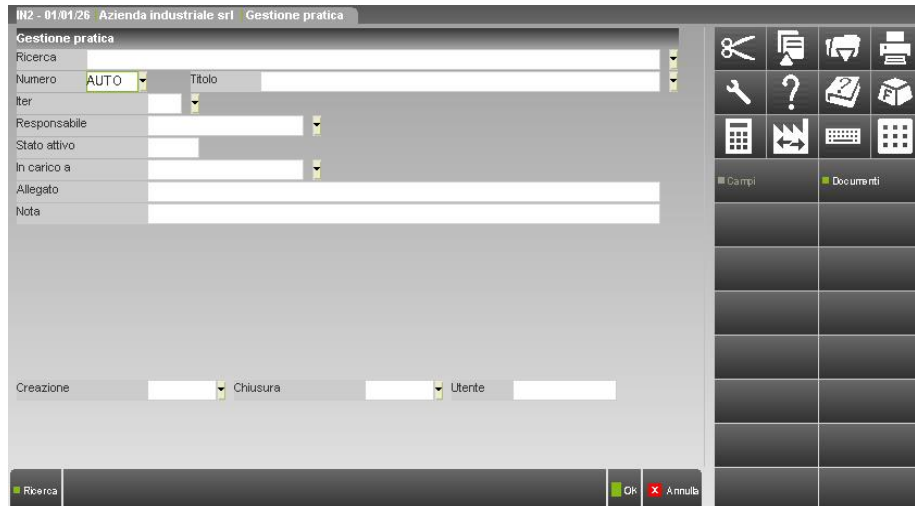 IN2 - 01/01/26 Azienda industriale srl Gestione pratica
Gestione pratica
Ricerca
Numero AUTO Titolo
Iter
Responsabile
Stato attivo
In carico a
Allegato
Nota
Creazione Chiusura Utente
Ricerca Ok X Annulla
? ? F
Campi Documenti